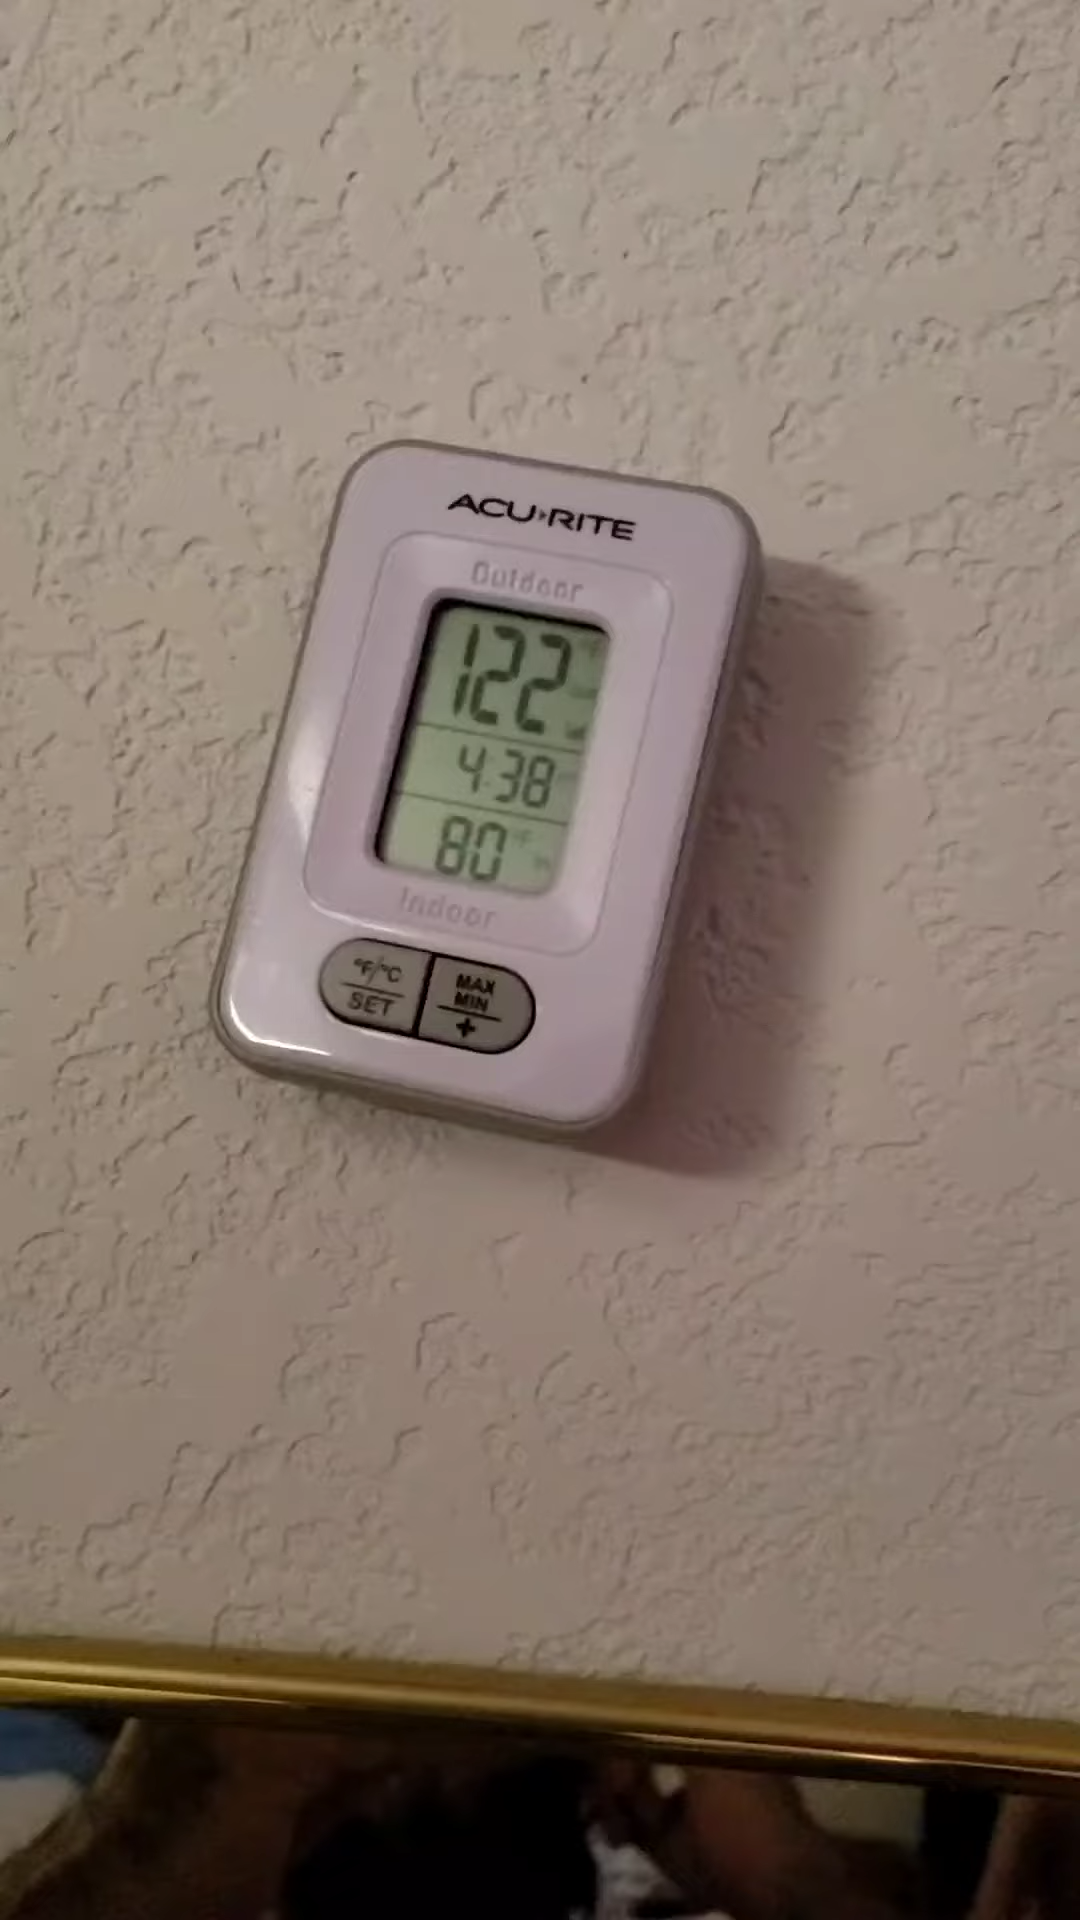 ACU▸RITE
Outdoor
122
4:38
80 °F
Indoor
°F/°C
SET
MAX
MIN
+